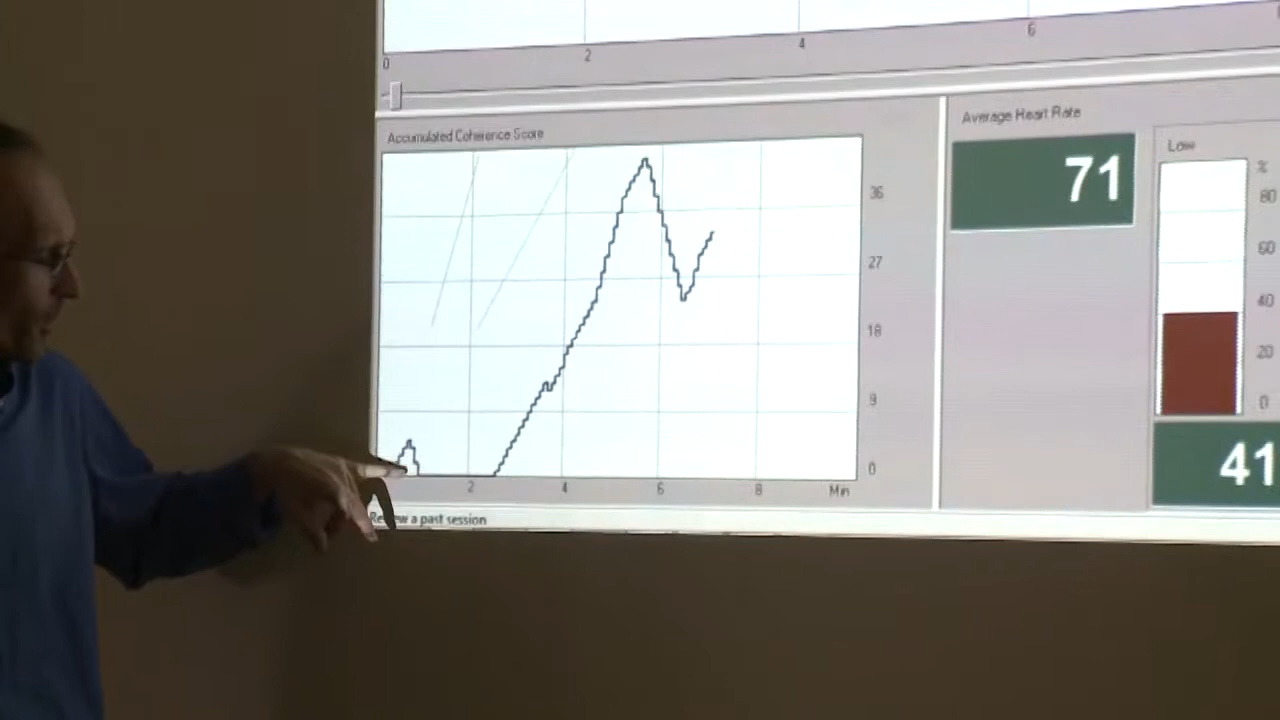 0 2 4 6
Accumulated Coherence Score
36
27
18
9
0
2 4 6 8 Min
Average Heart Rate
71
Low
%
80
60
40
20
0
41
Review a past session